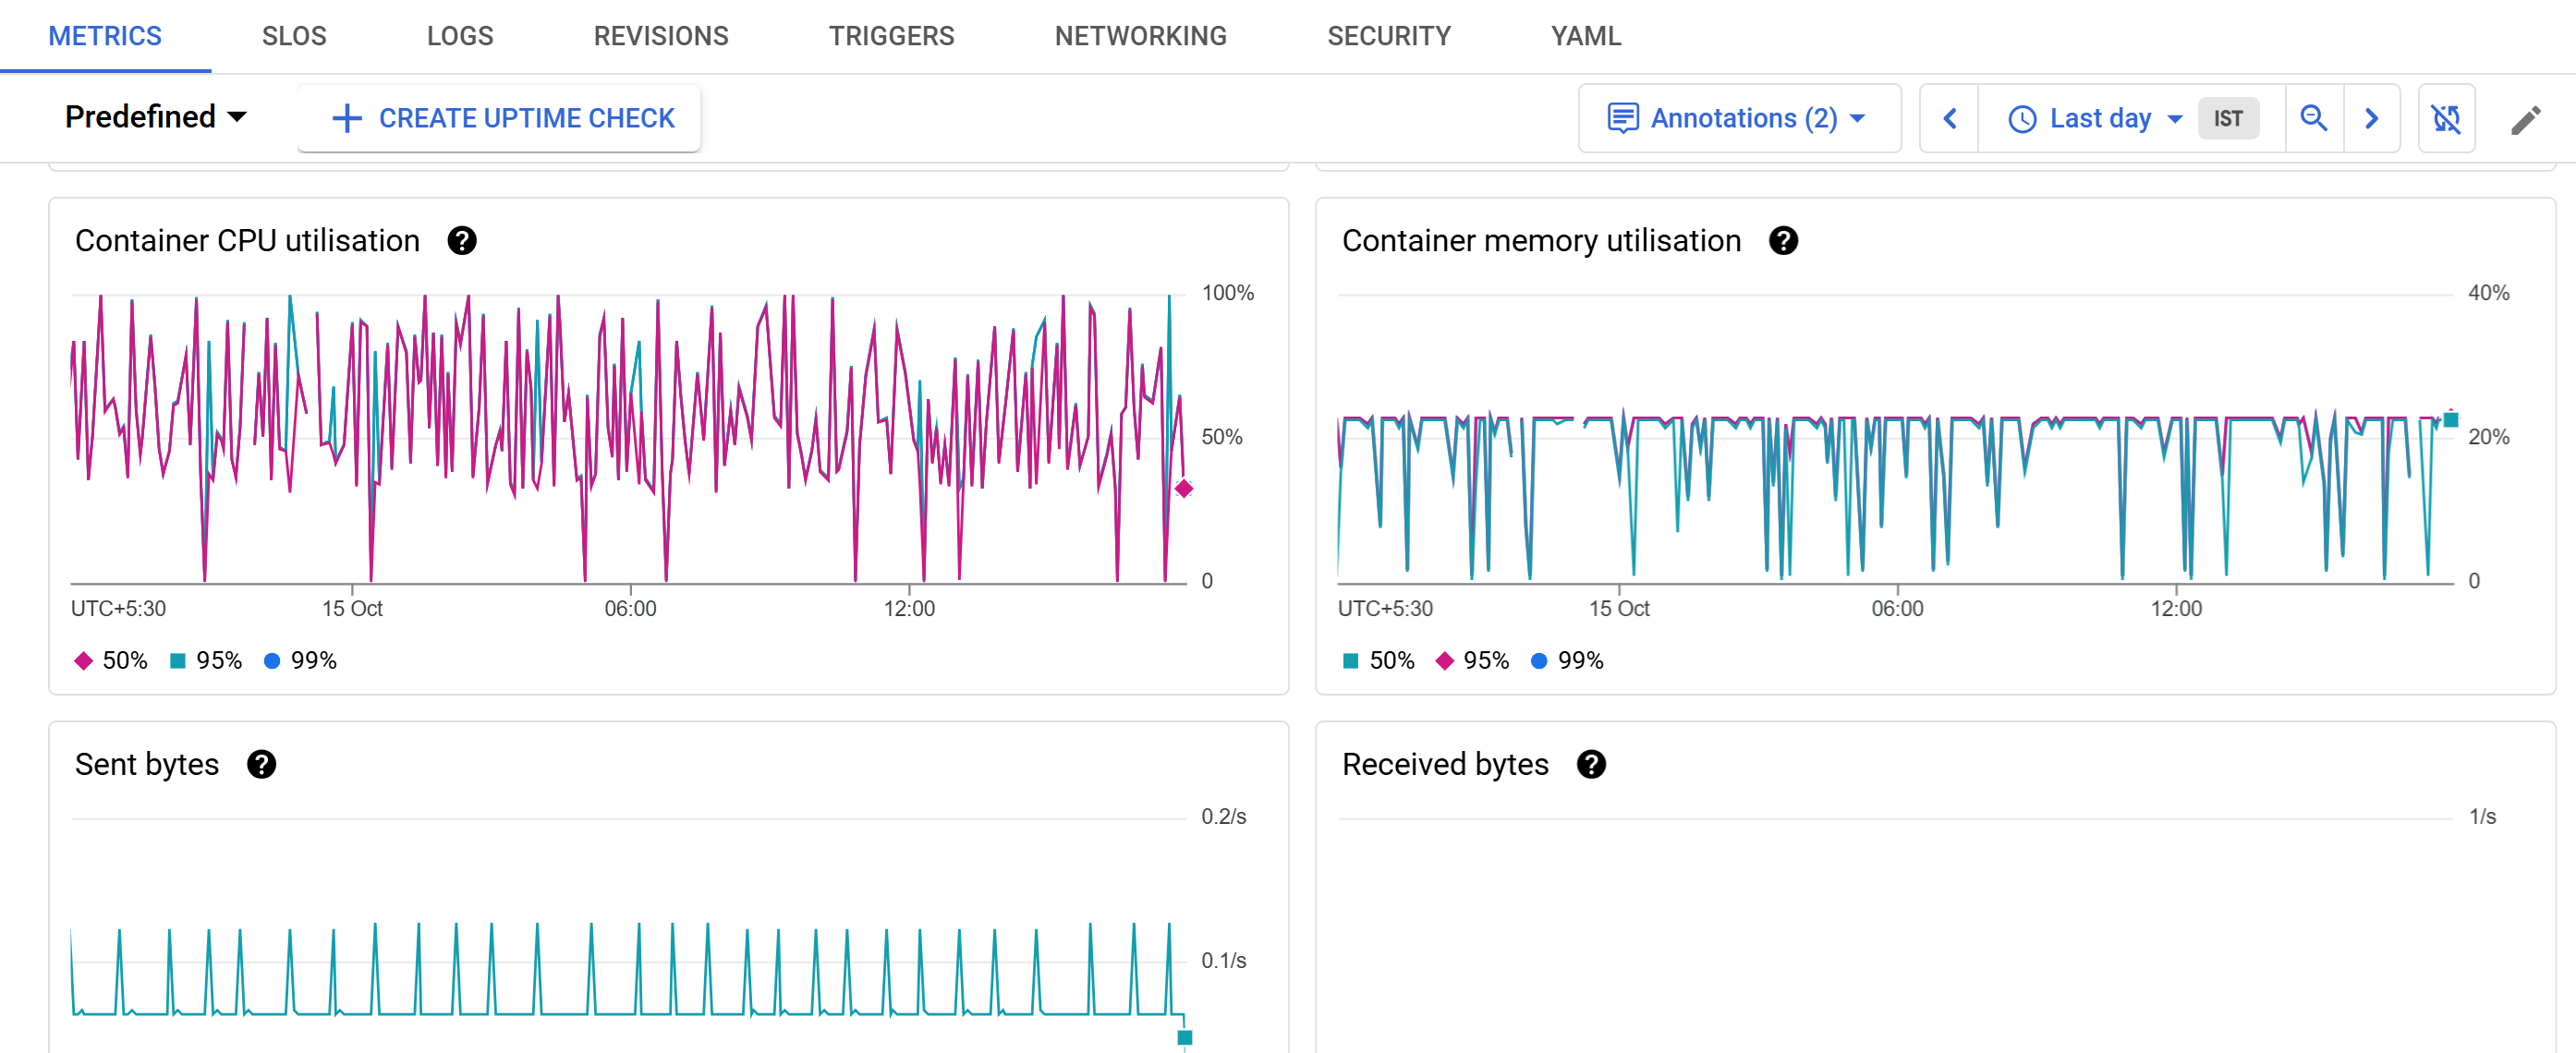 METRICS SLOS LOGS REVISIONS TRIGGERS NETWORKING SECURITY YAML
Predefined CREATE UPTIME CHECK Annotations (2) Last day IST
Container CPU utilisation
100%
50%
0
UTC+5:30 15 Oct 06:00 12:00
50% 95% 99%
Container memory utilisation
40%
20%
0
UTC+5:30 15 Oct 06:00 12:00
50% 95% 99%
Sent bytes
0.2/s
0.1/s
Received bytes
1/s